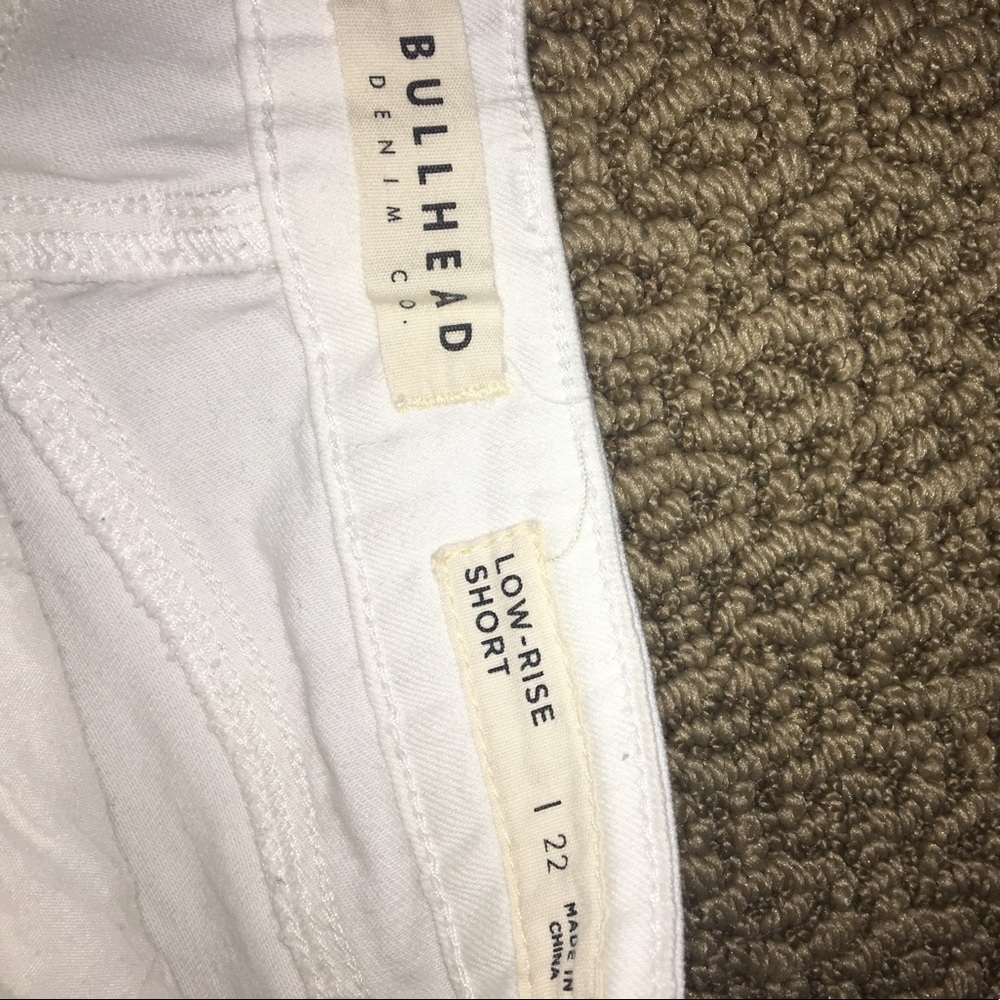 BULLHEAD
DENIM CO.
LOW-RISE
SHORT
| 22
MADE IN
CHINA